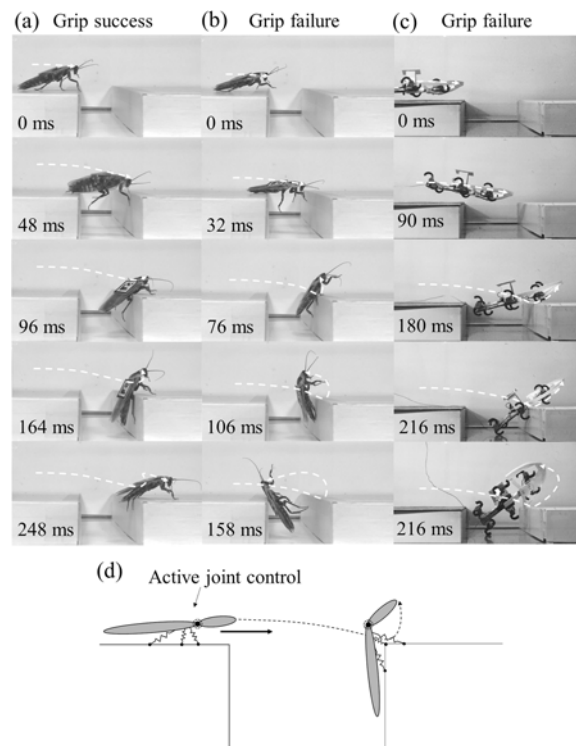 (a) Grip success
(b) Grip failure
(c) Grip failure
0 ms
0 ms
0 ms
48 ms
32 ms
90 ms
96 ms
76 ms
180 ms
164 ms
106 ms
216 ms
248 ms
158 ms
216 ms
(d)
Active joint control